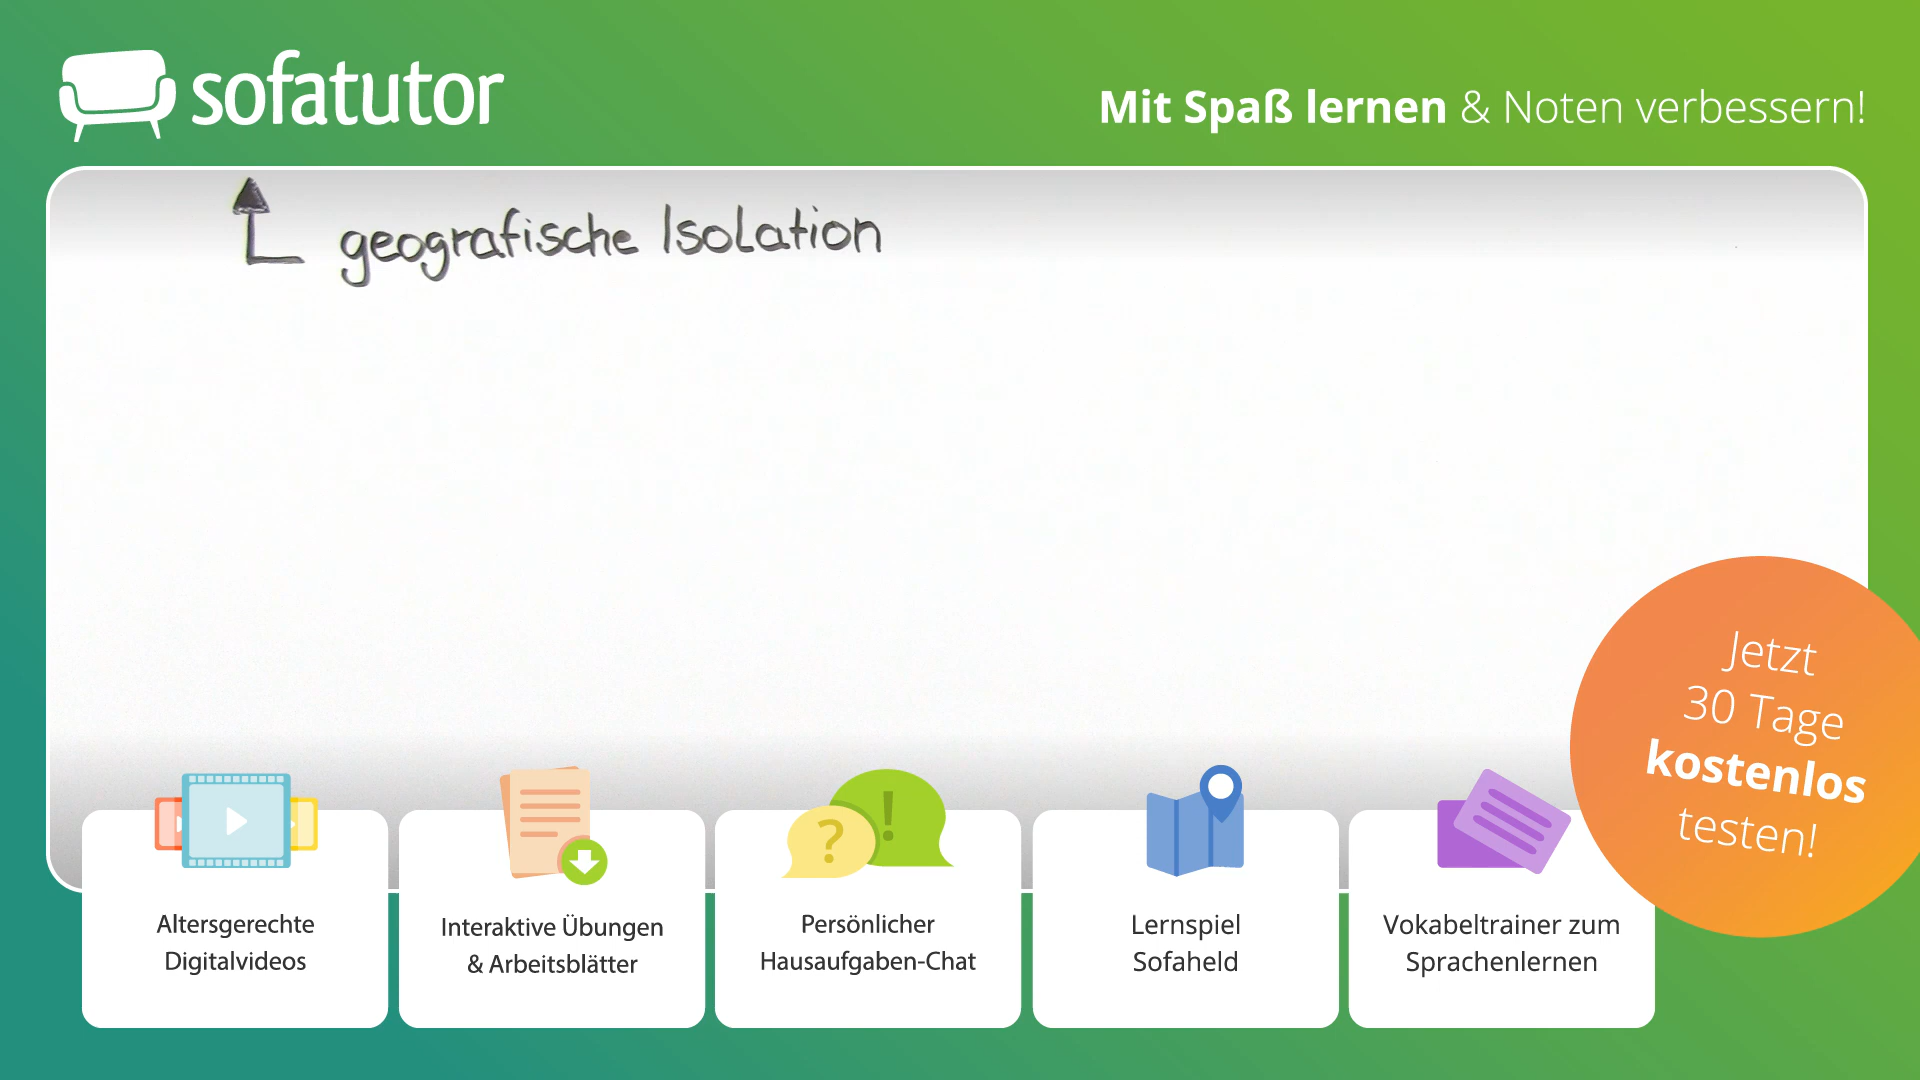 sofatutor
Mit Spaß lernen & Noten verbessern!
geografische Isolation
Jetzt
30 Tage
kostenlos
testen!
?
!
Altersgerechte
Digitalvideos
Interaktive Übungen
& Arbeitsblätter
Persönlicher
Hausaufgaben-Chat
Lernspiel
Sofaheld
Vokabeltrainer zum
Sprachenlernen